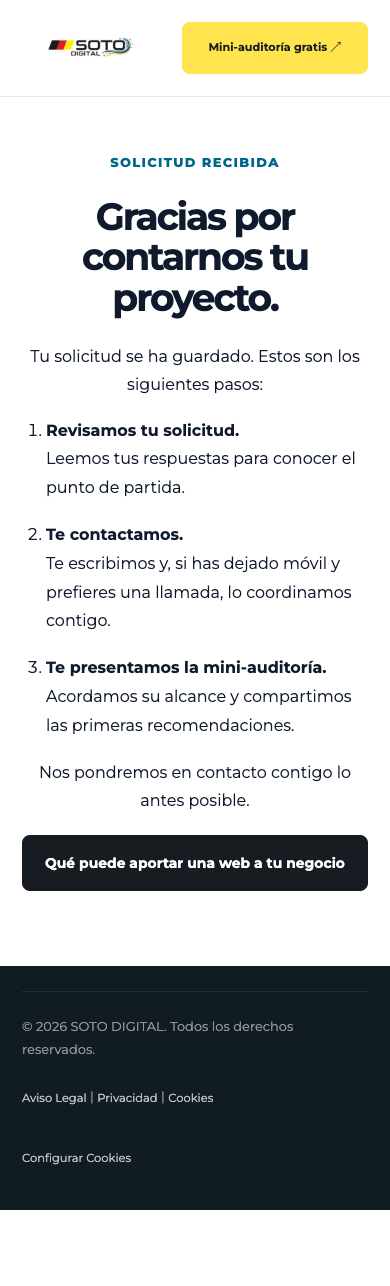 SOTO
DIGITAL
Mini-auditoría gratis ↗
SOLICITUD RECIBIDA
Gracias por
contarnos tu
proyecto.
Tu solicitud se ha guardado. Estos son los
siguientes pasos:
1. Revisamos tu solicitud.
Leemos tus respuestas para conocer el
punto de partida.
2. Te contactamos.
Te escribimos y, si has dejado móvil y
prefieres una llamada, lo coordinamos
contigo.
3. Te presentamos la mini-auditoría.
Acordamos su alcance y compartimos
las primeras recomendaciones.
Nos pondremos en contacto contigo lo
antes posible.
Qué puede aportar una web a tu negocio
© 2026 SOTO DIGITAL. Todos los derechos
reservados.
Aviso Legal | Privacidad | Cookies
Configurar Cookies